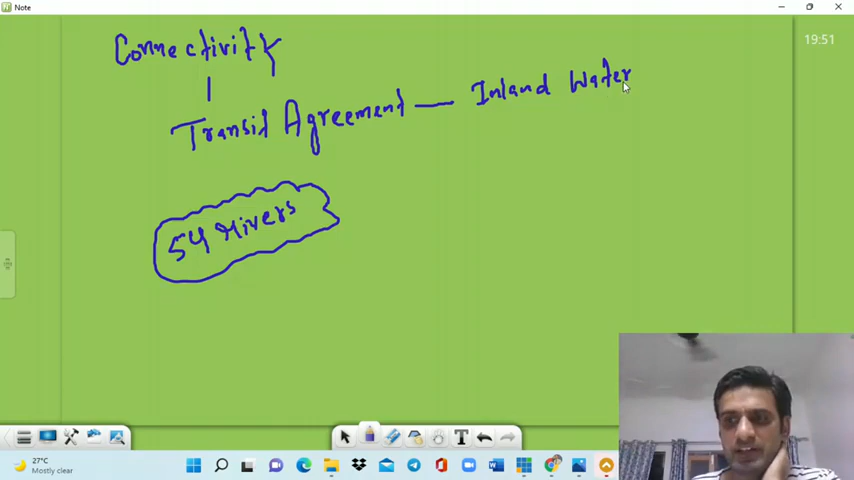 Note
19:51
Connectivity
Transit Agreement — Inland Water
54 rivers
27°C
Mostly clear